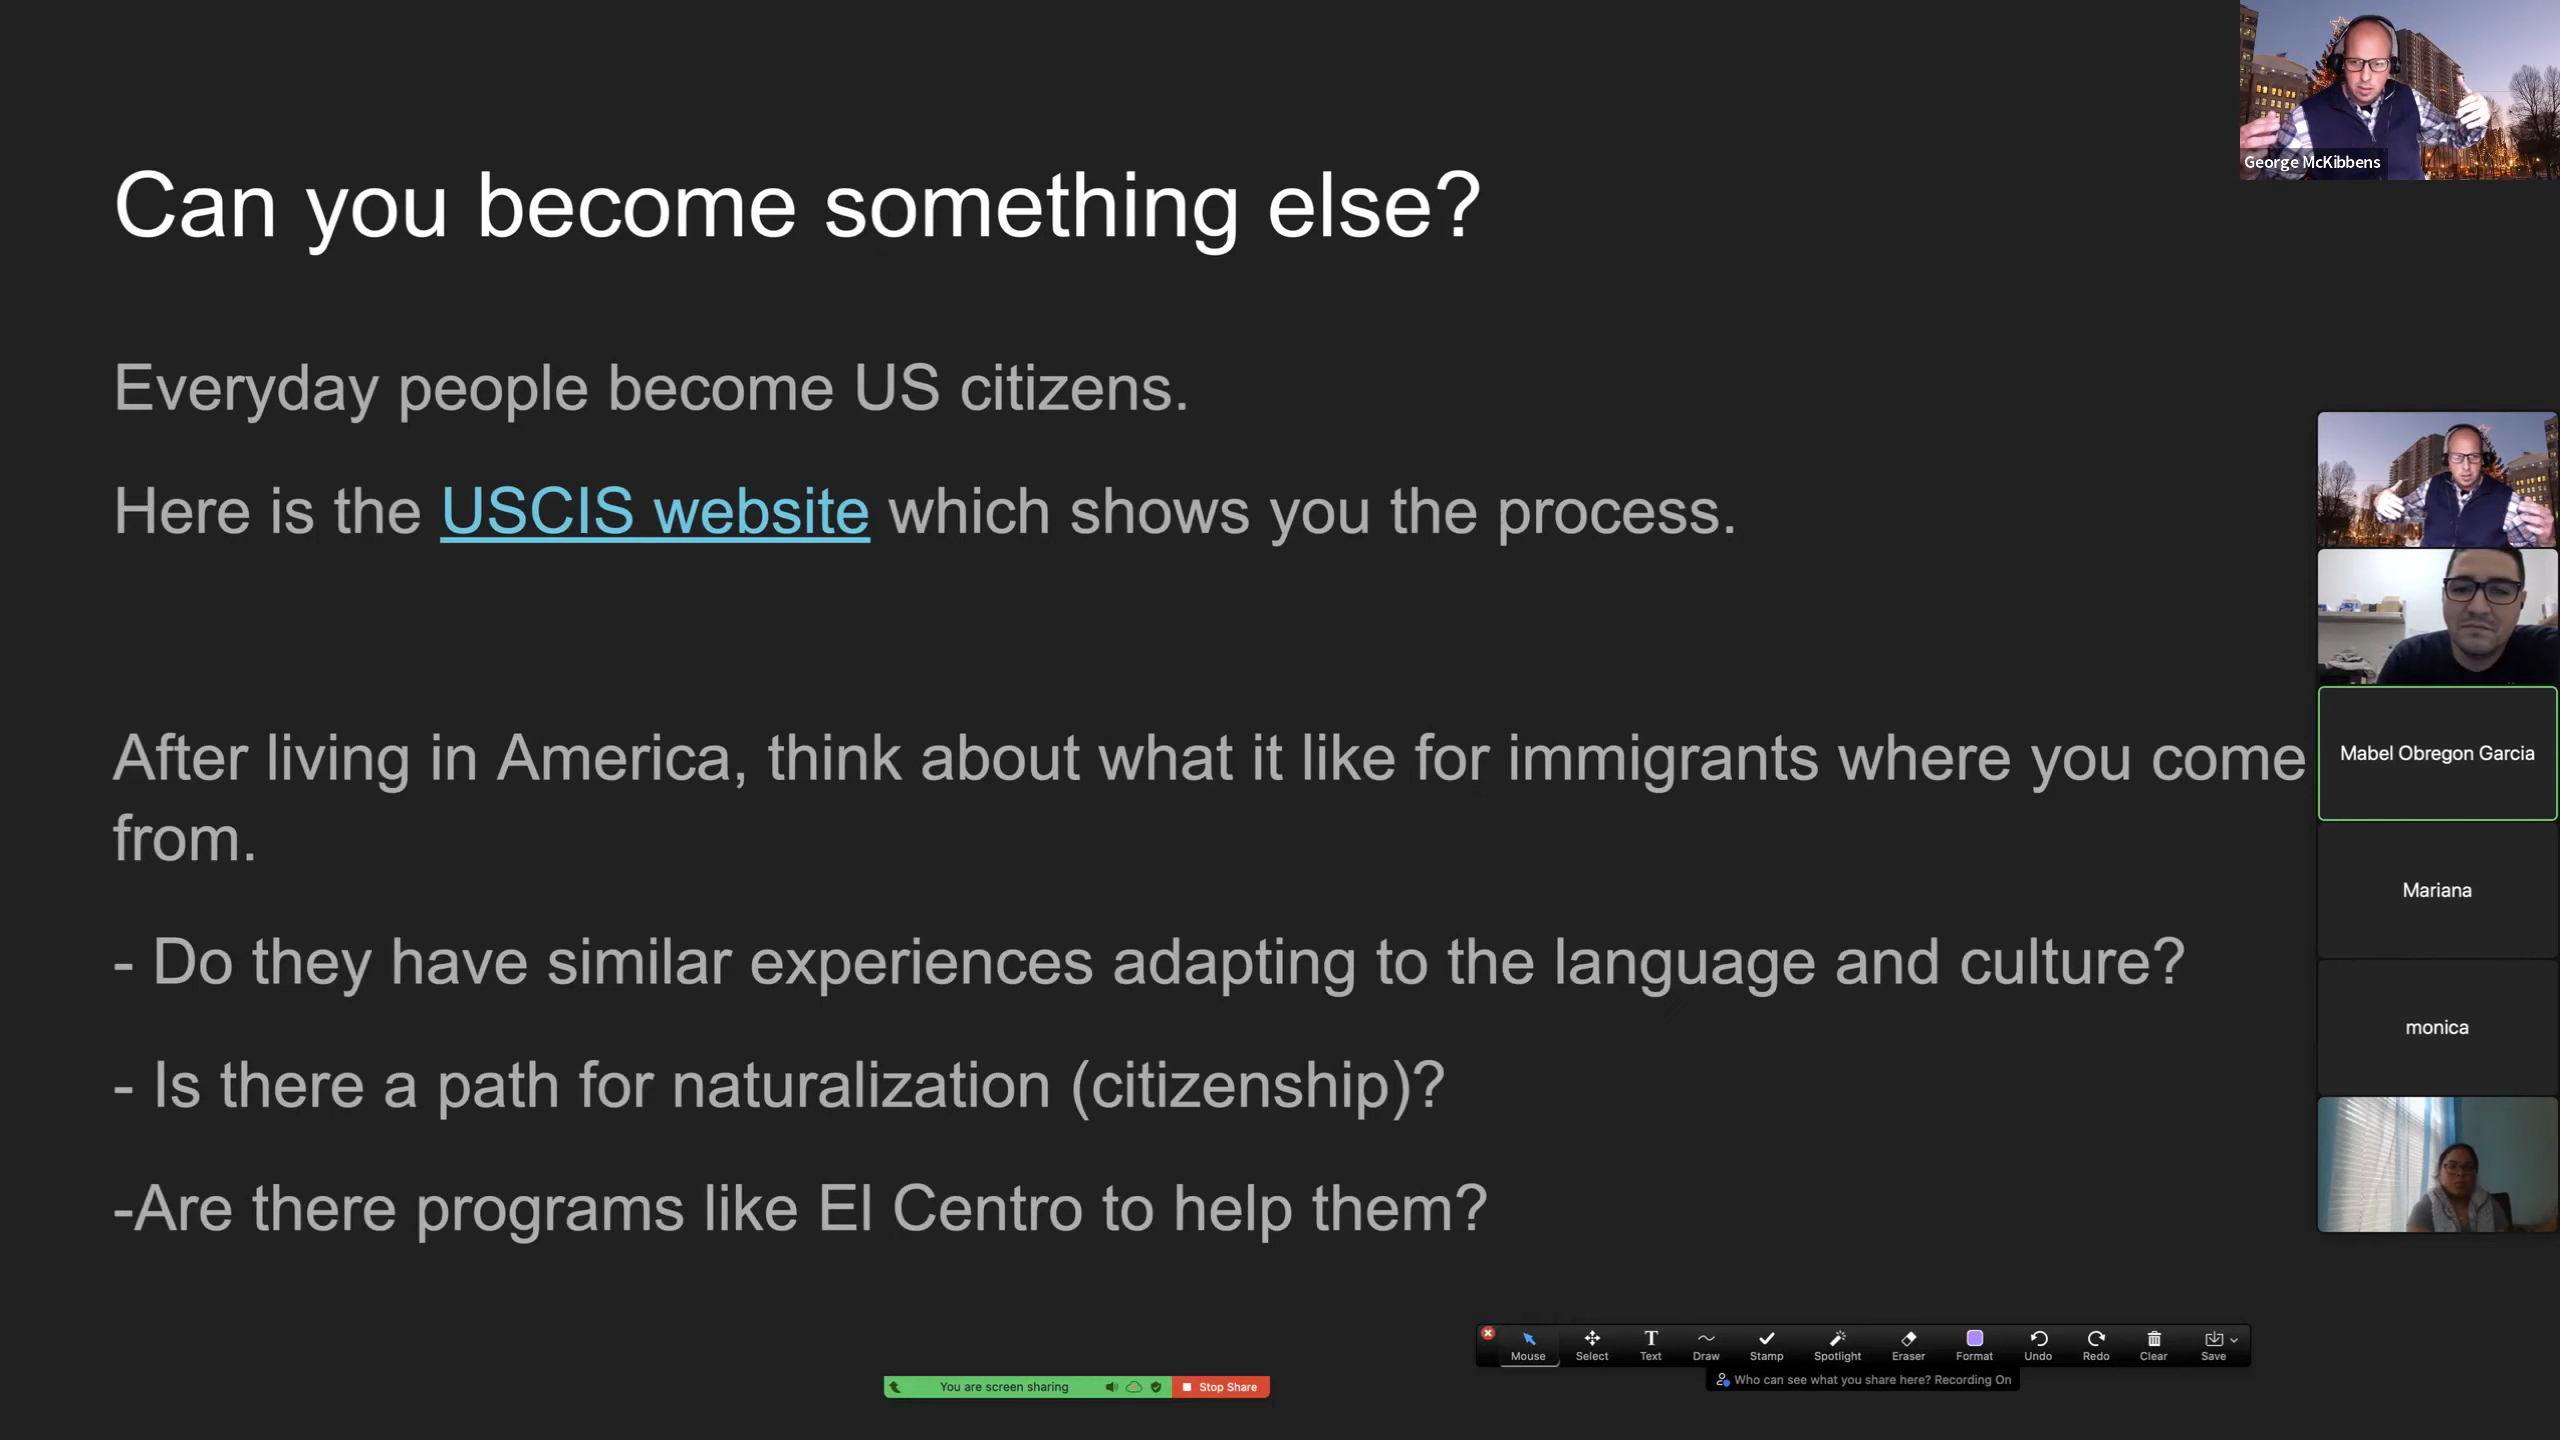 George McKibbens
Can you become something else?
Everyday people become US citizens.
Here is the USCIS website which shows you the process.
After living in America, think about what it like for immigrants where you come
from.
- Do they have similar experiences adapting to the language and culture?
- Is there a path for naturalization (citizenship)?
-Are there programs like El Centro to help them?
Mabel Obregon Garcia
Mariana
monica
Mouse Select Text Draw Stamp Spotlight Eraser Format Undo Redo Clear Save
Who can see what you share here? Recording On
You are screen sharing Stop Share